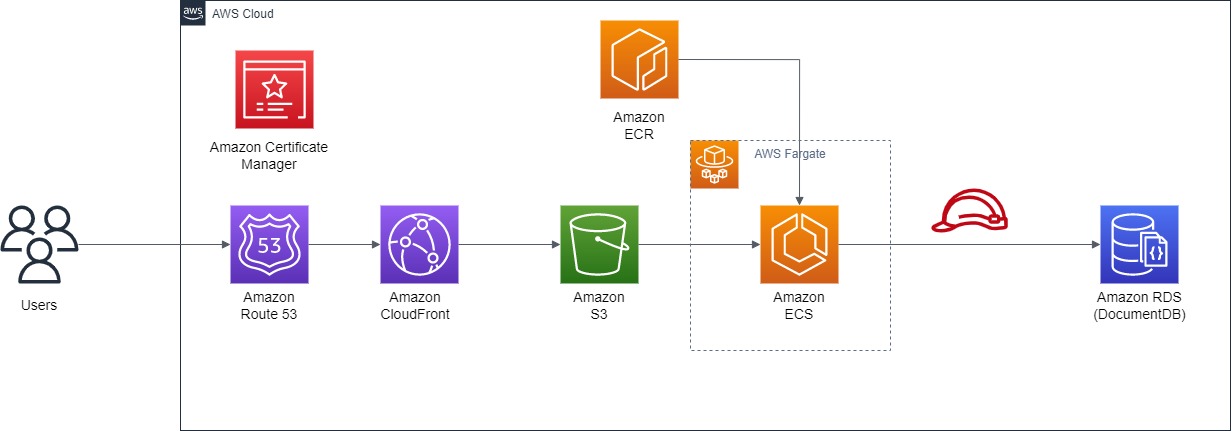 aws
AWS Cloud
Amazon Certificate
Manager
Amazon
ECR
AWS Fargate
53
Users
Amazon
Route 53
Amazon
CloudFront
Amazon
S3
Amazon
ECS
Amazon RDS
(DocumentDB)